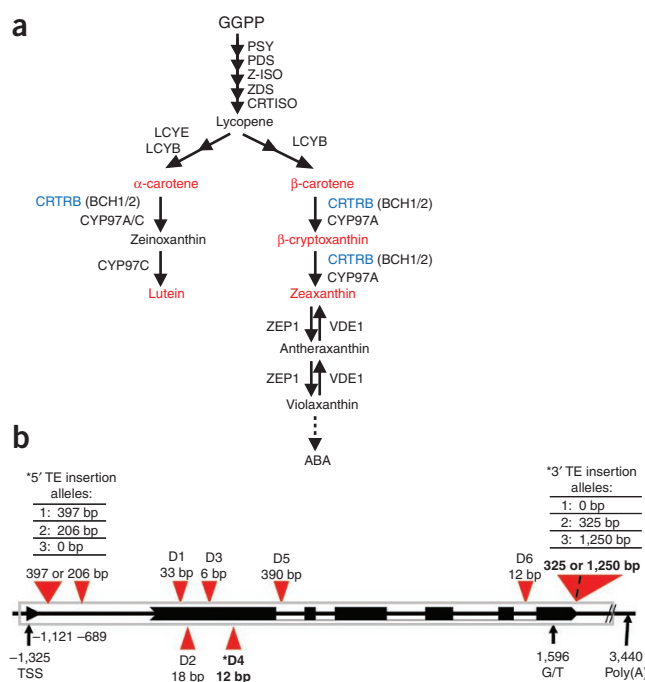 a
GGPP
PSY
PDS
Z-ISO
ZDS
CRTISO
Lycopene
LCYE
LCYB
LCYB
α-carotene
β-carotene
CRTRB (BCH1/2)
CYP97A/C
CRTRB (BCH1/2)
CYP97A
Zeinoxanthin
β-cryptoxanthin
CYP97C
CRTRB (BCH1/2)
CYP97A
Lutein
Zeaxanthin
ZEP1
VDE1
Antheraxanthin
ZEP1
VDE1
Violaxanthin
ABA
b
*5′ TE insertion
alleles:
1: 397 bp
2: 206 bp
3: 0 bp
*3′ TE insertion
alleles:
1: 0 bp
2: 325 bp
3: 1,250 bp
397 or 206 bp
D1
33 bp
D3
6 bp
D5
390 bp
D6
12 bp
325 or 1,250 bp
–1,121
–689
–1,325
TSS
D2
18 bp
*D4
12 bp
1,596
G/T
3,440
Poly(A)